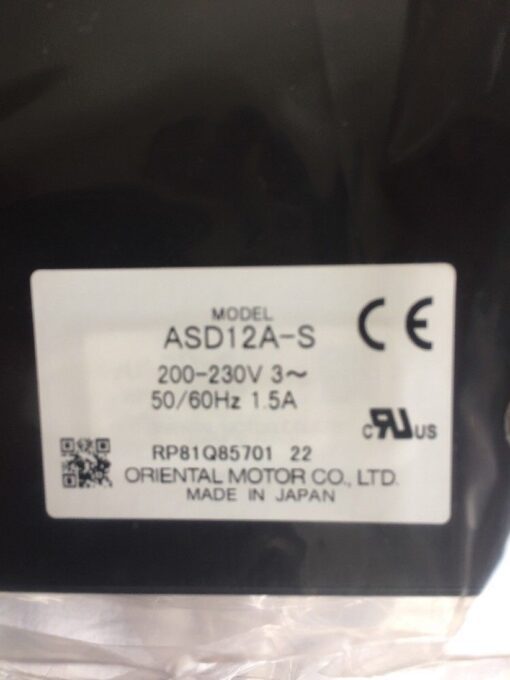 MODEL
ASD12A-S
200-230V 3~
50/60Hz 1.5A
CE
c RU US
RP81Q85701 22
ORIENTAL MOTOR CO., LTD.
MADE IN JAPAN